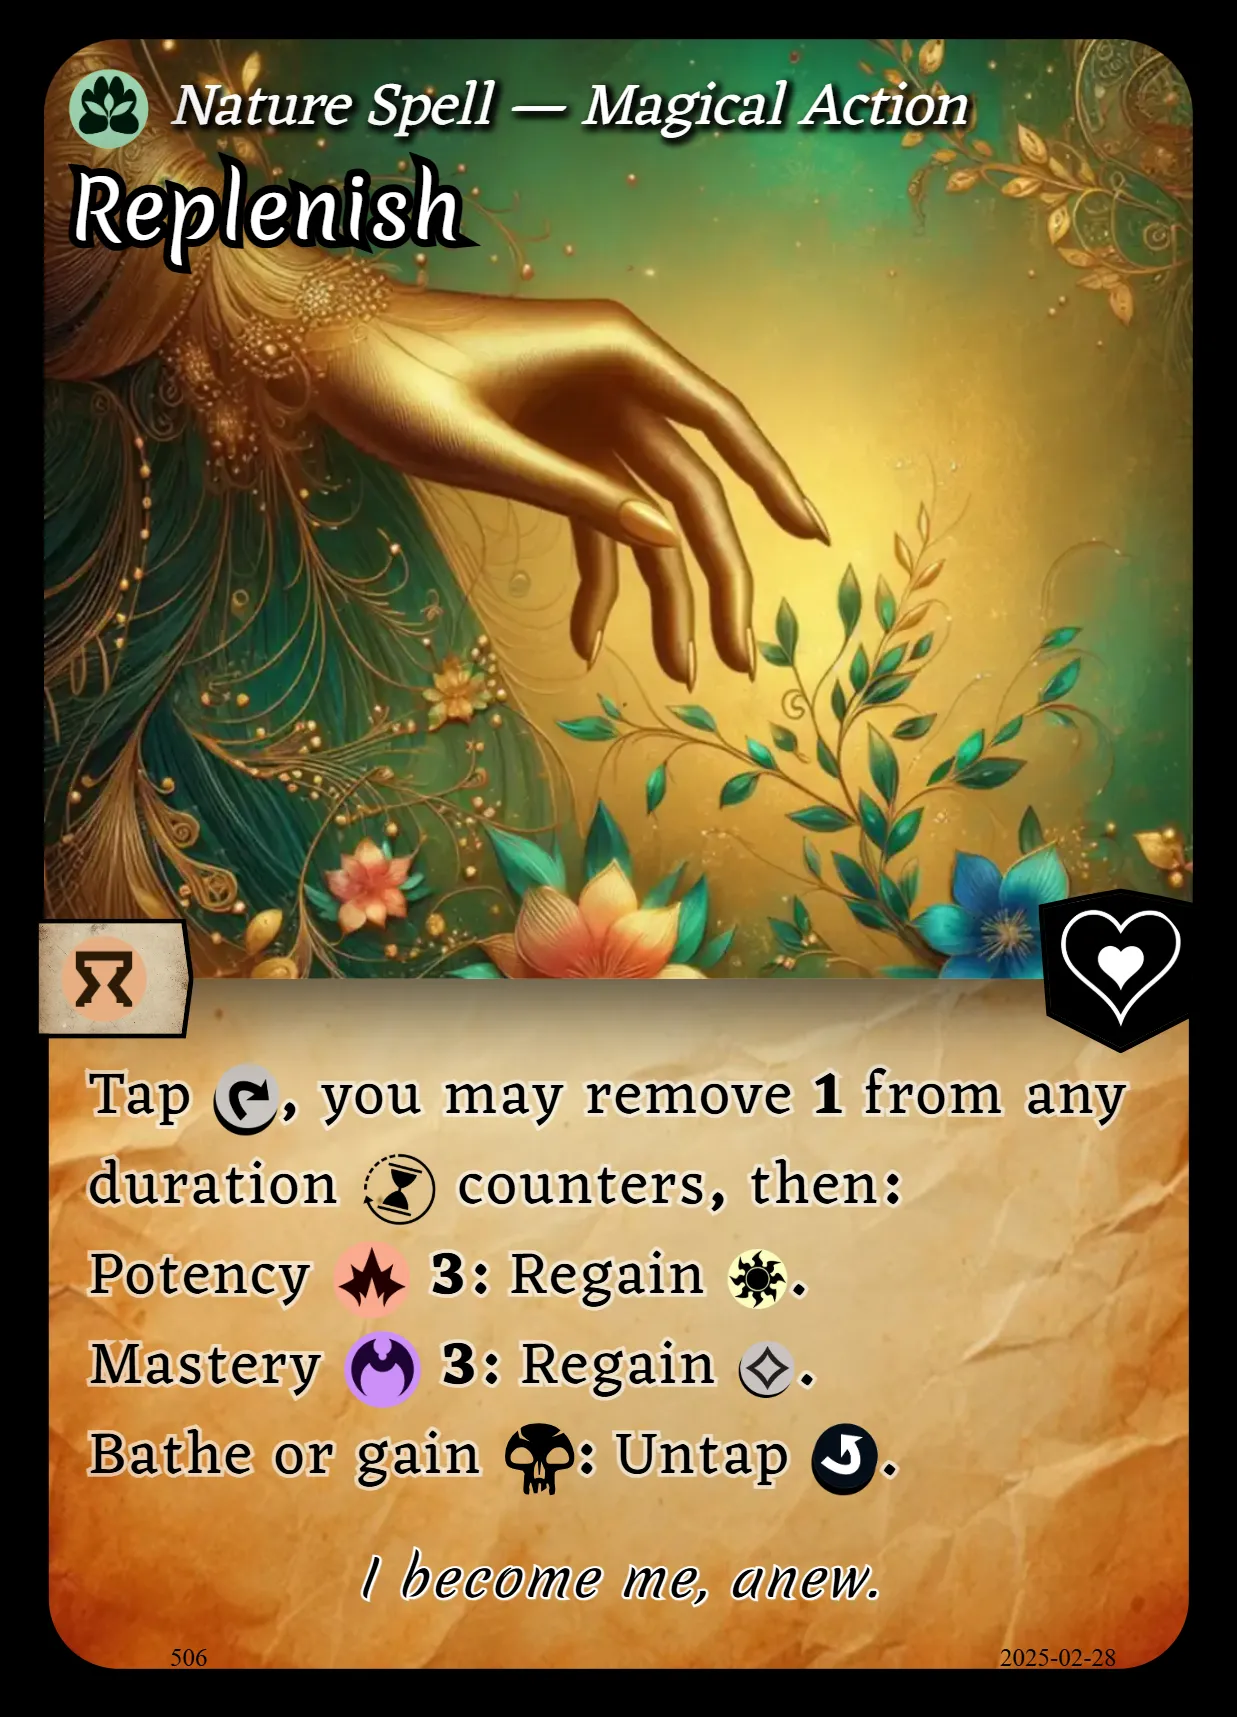 Nature Spell — Magical Action
Replenish
Tap , you may remove 1 from any
duration counters, then:
Potency 3: Regain .
Mastery 3: Regain .
Bathe or gain : Untap .
I become me, anew.
506
2025-02-28